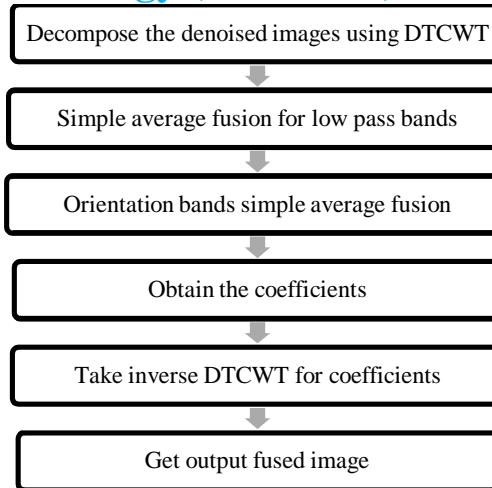 Decompose the denoised images using DTCWT
Simple average fusion for low pass bands
Orientation bands simple average fusion
Obtain the coefficients
Take inverse DTCWT for coefficients
Get output fused image